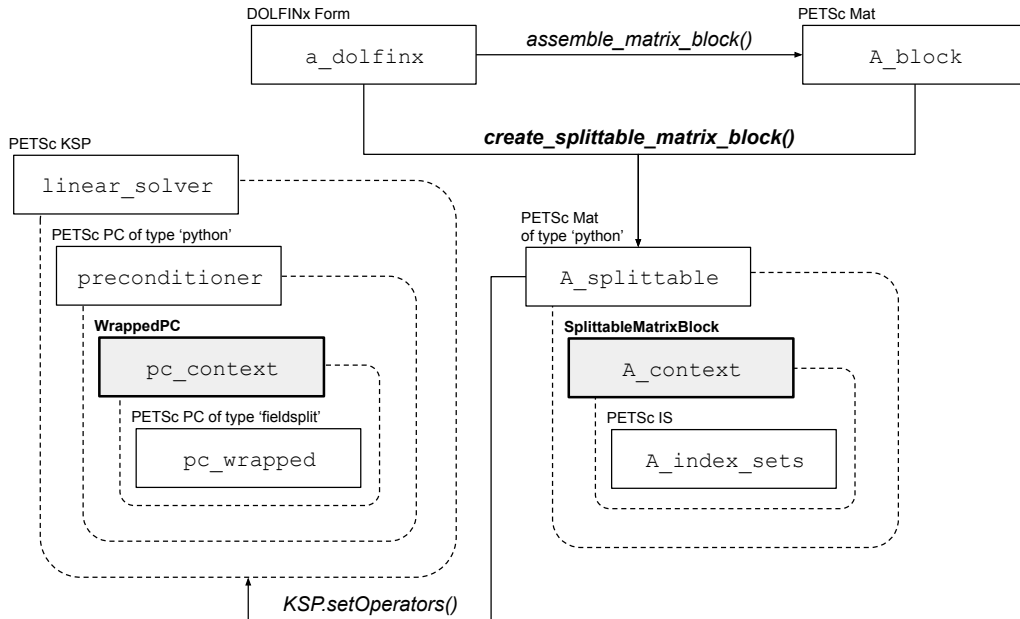 DOLFINx Form
a_dolfinx
assemble_matrix_block()
PETSc Mat
A_block
create_splittable_matrix_block()
PETSc KSP
linear_solver
PETSc PC of type ‘python’
preconditioner
WrappedPC
pc_context
PETSc PC of type ‘fieldsplit’
pc_wrapped
PETSc Mat
of type ‘python’
A_splittable
SplittableMatrixBlock
A_context
PETSc IS
A_index_sets
KSP.setOperators()